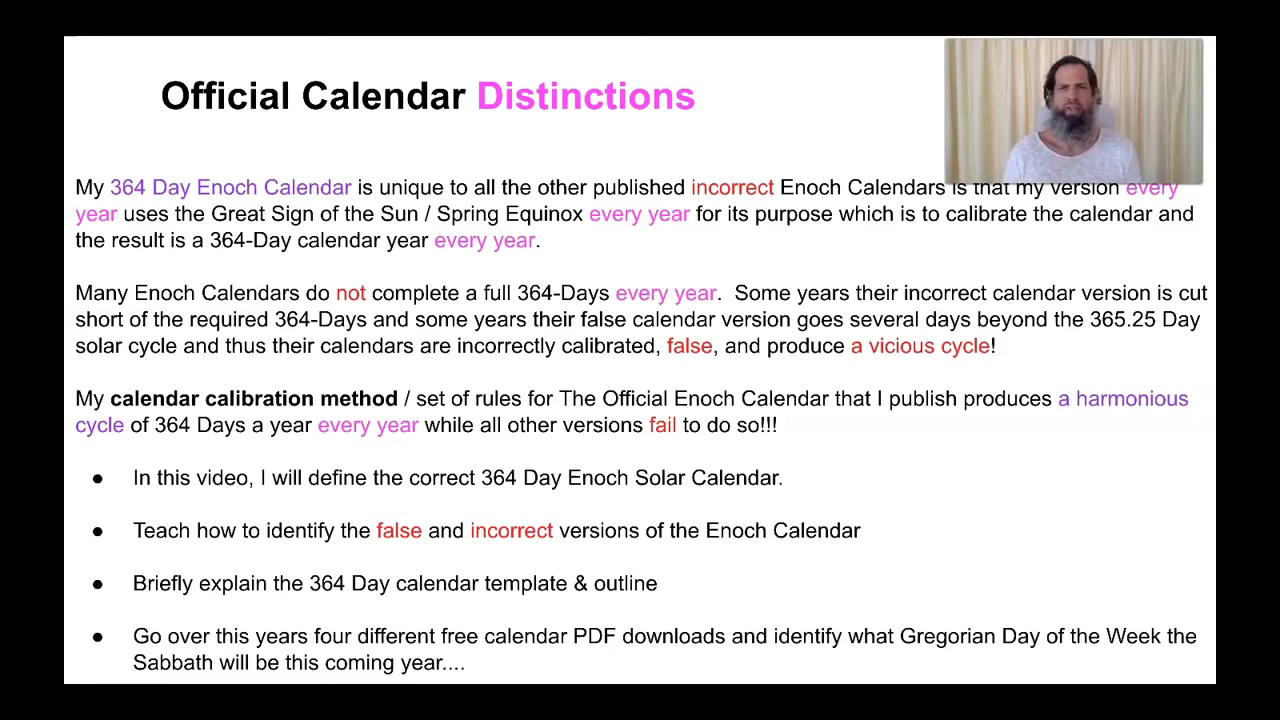 Official Calendar Distinctions
My 364 Day Enoch Calendar is unique to all the other published incorrect Enoch Calendars is that my version every
year uses the Great Sign of the Sun / Spring Equinox every year for its purpose which is to calibrate the calendar and
the result is a 364-Day calendar year every year.
Many Enoch Calendars do not complete a full 364-Days every year. Some years their incorrect calendar version is cut
short of the required 364-Days and some years their false calendar version goes several days beyond the 365.25 Day
solar cycle and thus their calendars are incorrectly calibrated, false, and produce a vicious cycle!
My calendar calibration method / set of rules for The Official Enoch Calendar that I publish produces a harmonious
cycle of 364 Days a year every year while all other versions fail to do so!!!
● In this video, I will define the correct 364 Day Enoch Solar Calendar.
● Teach how to identify the false and incorrect versions of the Enoch Calendar
● Briefly explain the 364 Day calendar template & outline
● Go over this years four different free calendar PDF downloads and identify what Gregorian Day of the Week the
Sabbath will be this coming year....